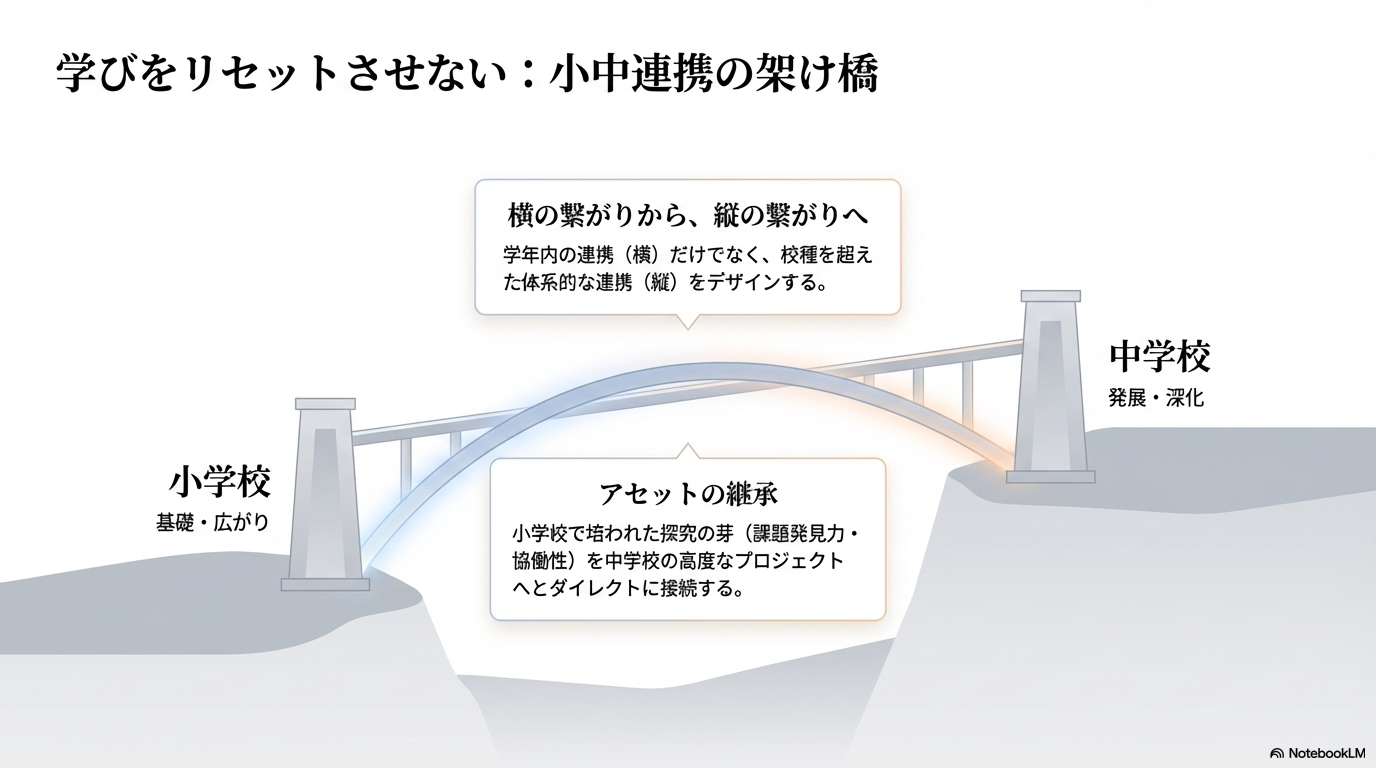 学びをリセットさせない：小中連携の架け橋
横の繋がりから、縦の繋がりへ
学年内の連携（横）だけでなく、校種を超え
た体系的な連携（縦）をデザインする。
中学校
発展・深化
小学校
基礎・広がり
アセットの継承
小学校で培われた探究の芽（課題発見力・
協働性）を中学校の高度なプロジェクト
へとダイレクトに接続する。
NotebookLM